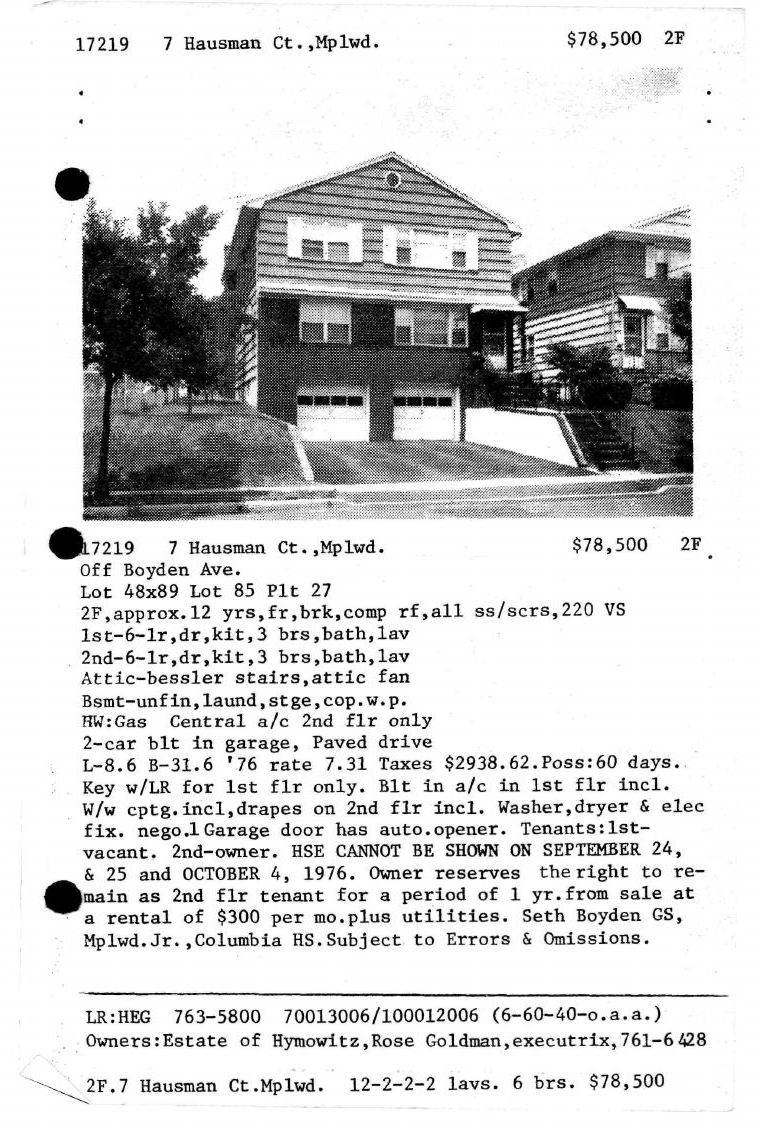 17219 7 Hausman Ct.,Mplwd. $78,500 2F
17219 7 Hausman Ct.,Mplwd. $78,500 2F
Off Boyden Ave.
Lot 48x89 Lot 85 Plt 27
2F,approx.12 yrs,fr,brk,comp rf,all ss/scrs,220 VS
1st-6-lr,dr,kit,3 brs,bath,lav
2nd-6-lr,dr,kit,3 brs,bath,lav
Attic-bessler stairs,attic fan
Bsmt-unfin,laund,stge,cop.w.p.
HW:Gas Central a/c 2nd flr only
2-car blt in garage, Paved drive
L-8.6 B-31.6 '76 rate 7.31 Taxes $2938.62.Poss:60 days.
Key w/LR for 1st flr only. Blt in a/c in 1st flr incl.
W/w cptg.incl,drapes on 2nd flr incl. Washer,dryer & elec
fix. nego.1 Garage door has auto.opener. Tenants:1st-
vacant. 2nd-owner. HSE CANNOT BE SHOWN ON SEPTEMBER 24,
& 25 and OCTOBER 4, 1976. Owner reserves the right to re-
main as 2nd flr tenant for a period of 1 yr.from sale at
a rental of $300 per mo.plus utilities. Seth Boyden GS,
Mplwd.Jr.,Columbia HS.Subject to Errors & Omissions.
LR:HEG 763-5800 70013006/100012006 (6-60-40-o.a.a.)
Owners:Estate of Hymowitz,Rose Goldman,executrix,761-6428
2F.7 Hausman Ct.Mplwd. 12-2-2-2 lavs. 6 brs. $78,500